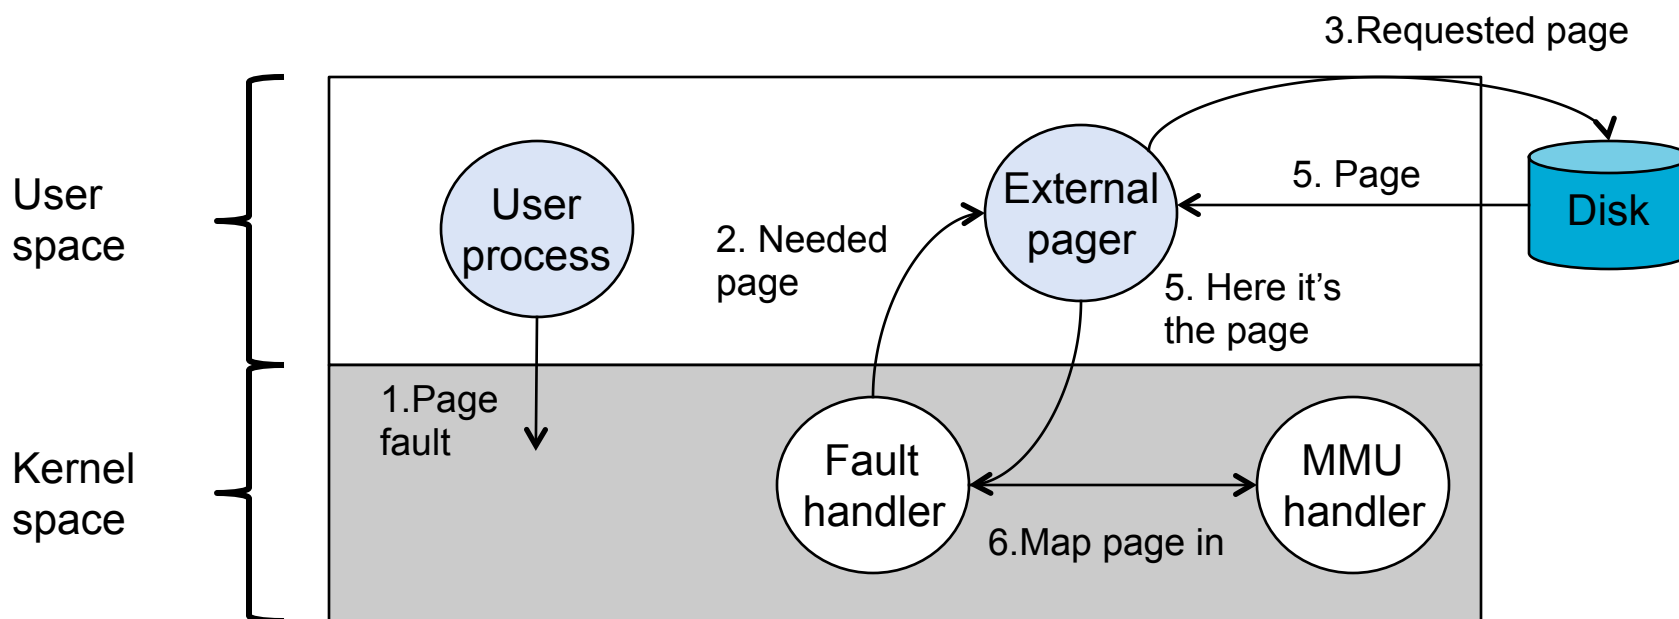 3.Requested page
User
space
User
process
External
pager
5. Page
Disk
2. Needed
page
5. Here it's
the page
1.Page
fault
Kernel
space
Fault
handler
MMU
handler
6.Map page in